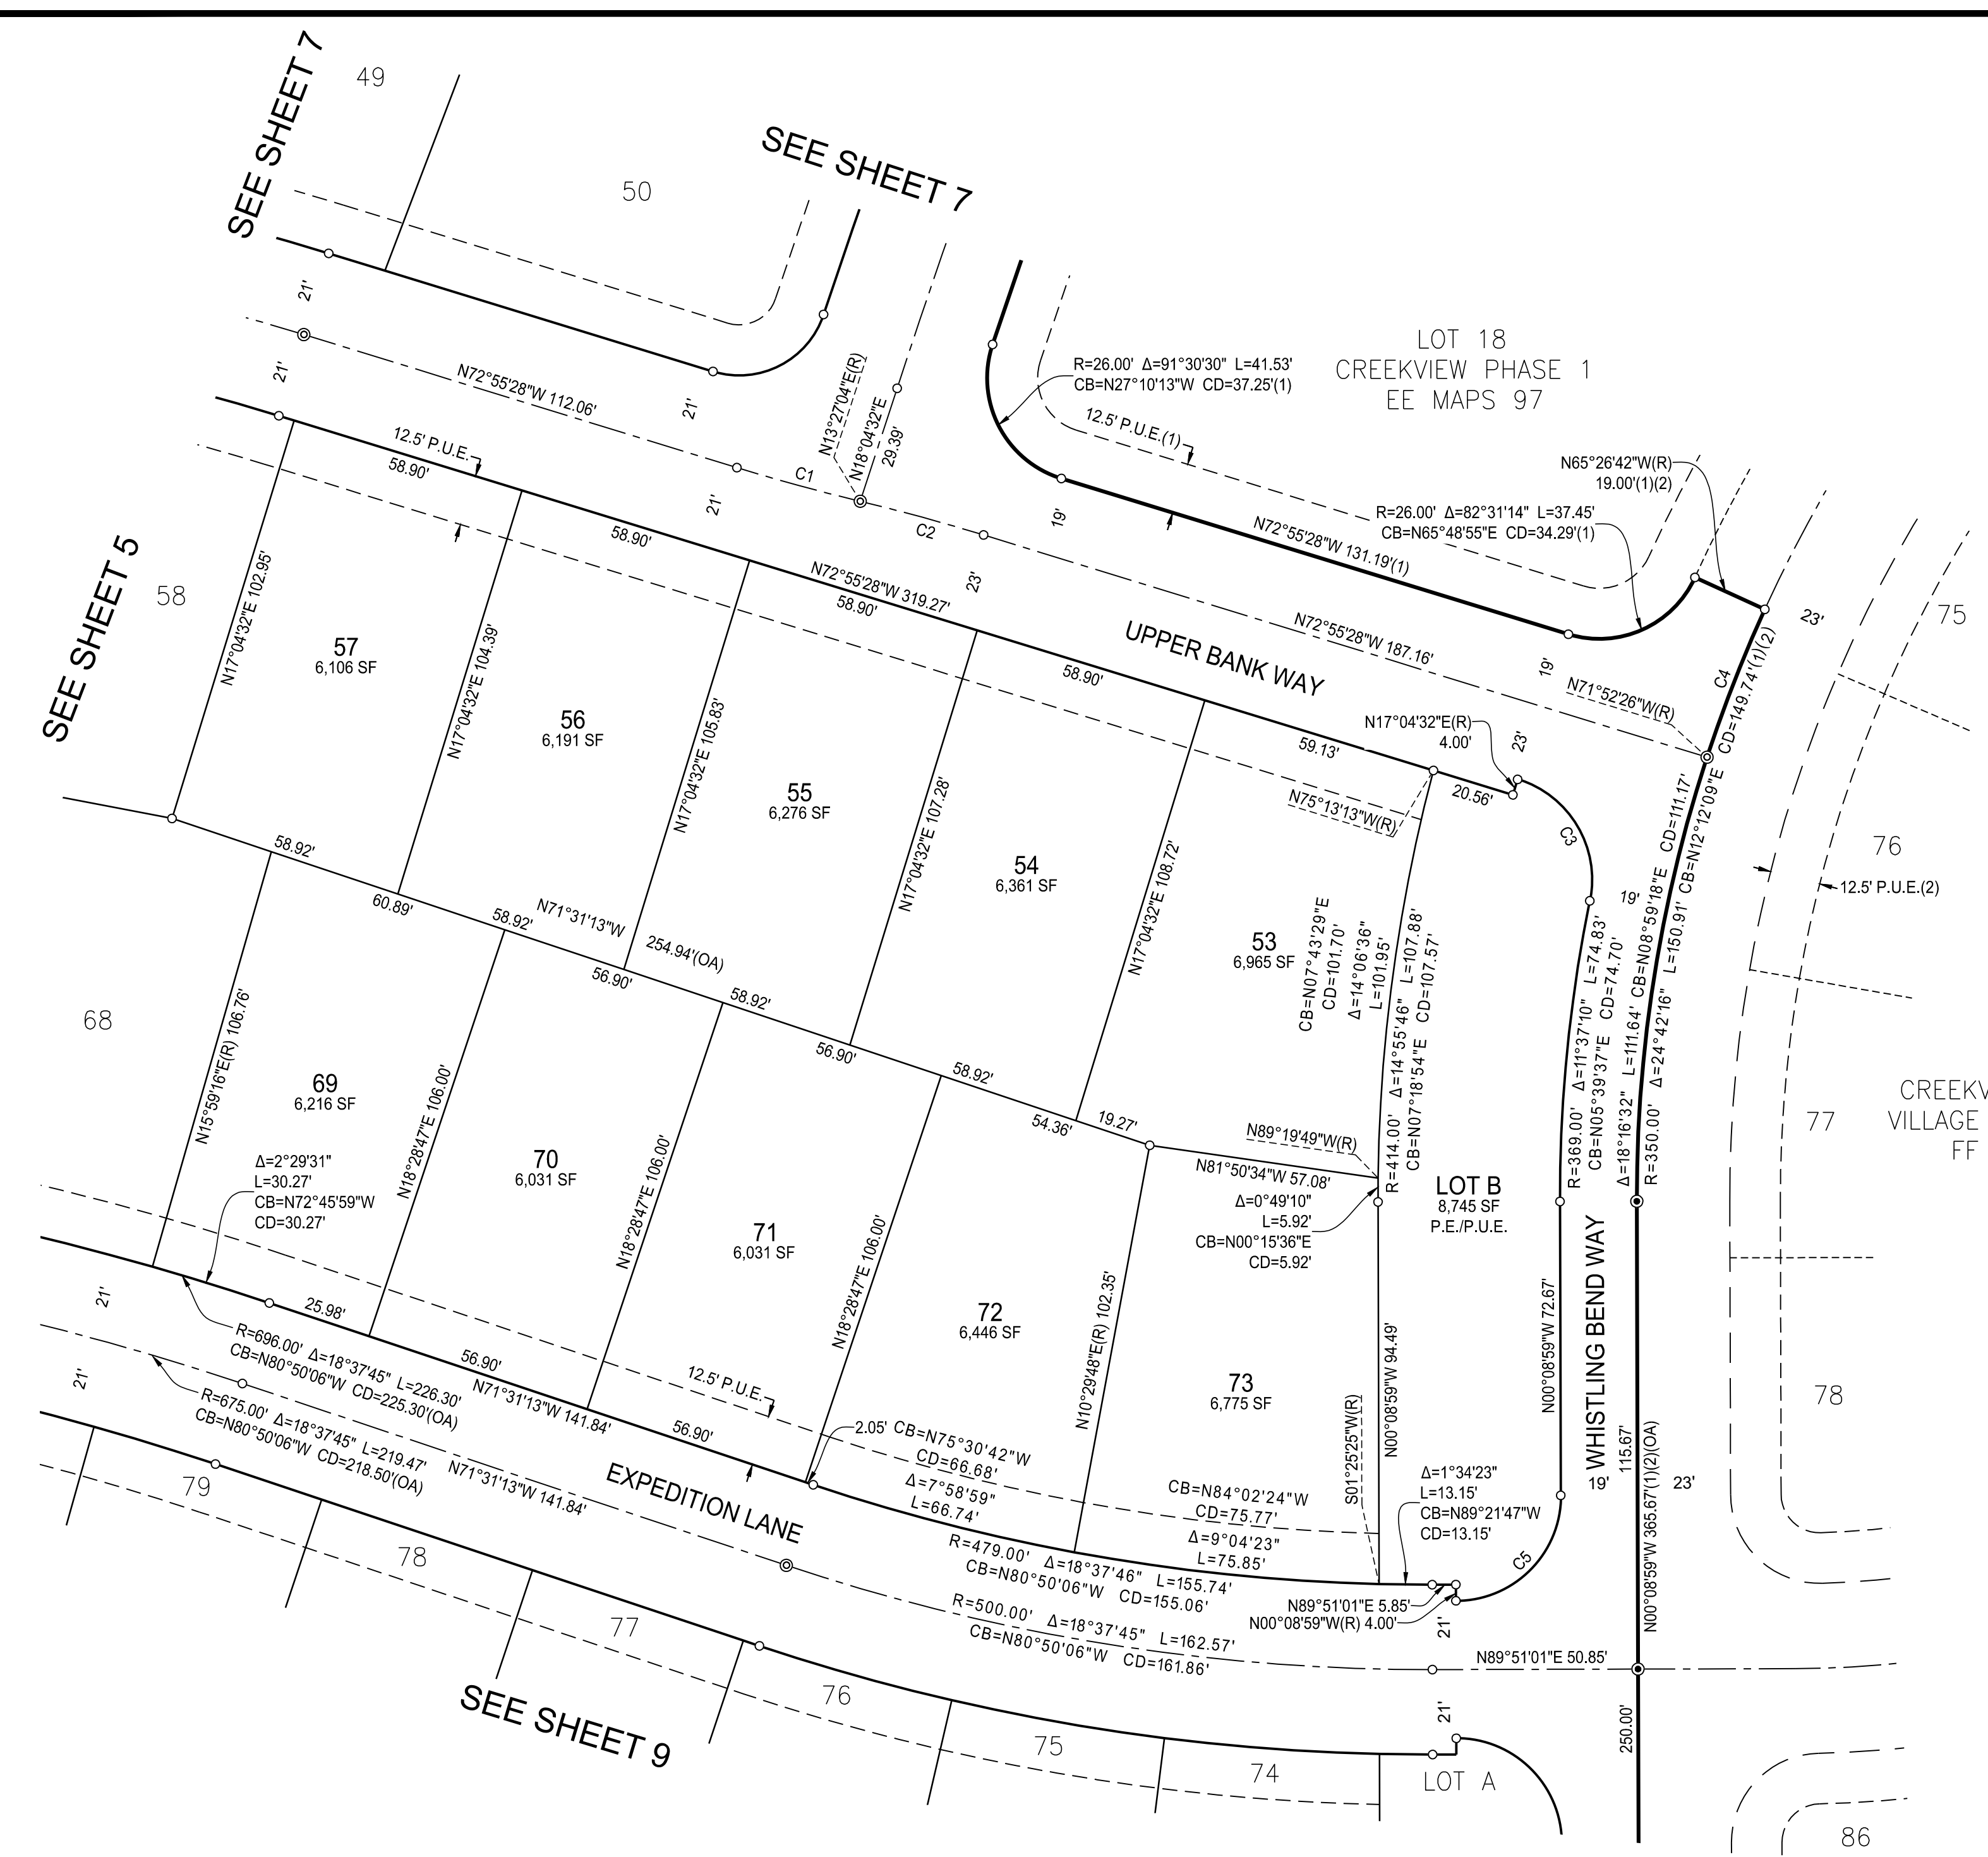 SEE SHEET 7
49
50
SEE SHEET 7
LOT 18
CREEKVIEW PHASE 1
EE MAPS 97
R=26.00' Δ=91°30'30" L=41.53'
CB=N27°10'13"W CD=37.25'(1)
12.5' P.U.E.(1)
N65°26'42"W(R)
19.00'(1)(2)
R=26.00' Δ=82°31'14" L=37.45'
CB=N65°48'55"E CD=34.29'(1)
21'
21'
N72°55'28"W 112.06'
21'
21'
N13°27'04"E(R)
N18°04'32"E
29.39'
C1
C2
19'
23'
N72°55'28"W 131.19'(1)
N72°55'28"W 187.16'
19'
23'
N71°52'26"W(R)
23'
C4
75
12.5' P.U.E.
58.90'
58.90'
N72°55'28"W 319.27'
58.90'
58.90'
59.13'
UPPER BANK WAY
N17°04'32"E(R)
4.00'
20.56'
N75°13'13"W(R)
C3
19'
SEE SHEET 5
58
N17°04'32"E 102.95'
57
6,106 SF
N17°04'32"E 104.39'
56
6,191 SF
N17°04'32"E 105.83'
55
6,276 SF
N17°04'32"E 107.28'
54
6,361 SF
N17°04'32"E 108.72'
53
6,965 SF
CB=N07°43'29"E
CD=101.70'
Δ=14°06'36"
L=101.95'
R=414.00' Δ=14°55'46" L=107.88'
CB=N07°18'54"E CD=107.57'
R=369.00' Δ=11°37'10" L=74.83'
CB=N05°39'37"E CD=74.70'
Δ=18°16'32" L=111.64' CB=N08°59'18"E CD=111.17'
R=350.00' Δ=24°42'16" L=150.91' CB=N12°12'09"E CD=149.74'(1)(2)
76
12.5' P.U.E.(2)
CREEKV
VILLAGE
FF
77
78
58.92'
60.89'
58.92'
N71°31'13"W
254.94'(OA)
56.90'
58.92'
56.90'
58.92'
54.36'
19.27'
N89°19'49"W(R)
N81°50'34"W 57.08'
Δ=0°49'10"
L=5.92'
CB=N00°15'36"E
CD=5.92'
LOT B
8,745 SF
P.E./P.U.E.
68
N15°59'16"E(R) 106.76'
69
6,216 SF
Δ=2°29'31"
L=30.27'
CB=N72°45'59"W
CD=30.27'
N18°28'47"E 106.00'
70
6,031 SF
N18°28'47"E 106.00'
71
6,031 SF
N18°28'47"E 106.00'
72
6,446 SF
N10°29'48"E(R) 102.35'
73
6,775 SF
S01°25'25"W(R)
N00°08'59"W 94.49'
N00°08'59"W 72.67'
WHISTLING BEND WAY
115.67'
N00°08'59"W 365.67'(1)(2)(OA)
19'
23'
21'
21'
25.98'
R=696.00' Δ=18°37'45" L=226.30'
CB=N80°50'06"W CD=225.30'(OA)
56.90'
N71°31'13"W 141.84'
12.5' P.U.E.
56.90'
R=675.00' Δ=18°37'45" L=219.47'
CB=N80°50'06"W CD=218.50'(OA)
N71°31'13"W 141.84'
EXPEDITION LANE
2.05'
CB=N75°30'42"W
CD=66.68'
Δ=7°58'59"
L=66.74'
CB=N84°02'24"W
CD=75.77'
Δ=9°04'23"
L=75.85'
Δ=1°34'23"
L=13.15'
CB=N89°21'47"W
CD=13.15'
C5
R=479.00' Δ=18°37'46" L=155.74'
CB=N80°50'06"W CD=155.06'
N89°51'01"E 5.85'
N00°08'59"W(R) 4.00'
R=500.00' Δ=18°37'45" L=162.57'
CB=N80°50'06"W CD=161.86'
21'
N89°51'01"E 50.85'
21'
250.00'
79
78
77
76
75
74
LOT A
86
SEE SHEET 9